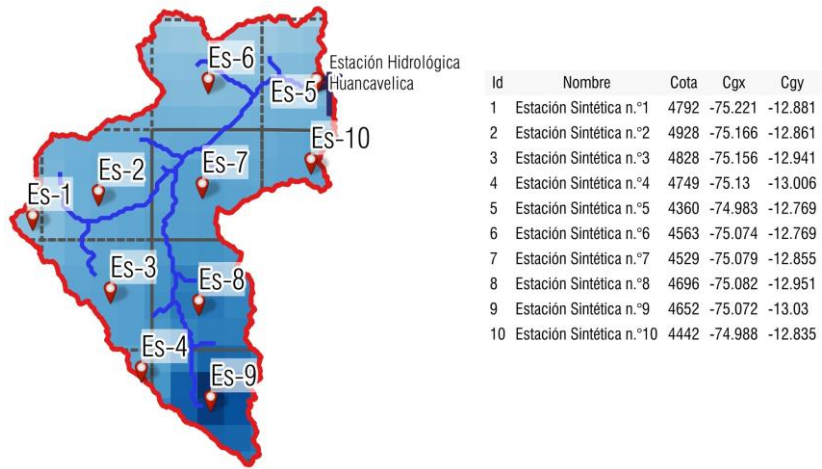 Es-6
Estación Hidrológica
Huancavelica
Es-5
Es-10
Es-7
Es-2
Es-1
Es-3
Es-8
Es-4
Es-9
Id Nombre Cota Cgx Cgy
1 Estación Sintética n.°1 4792 -75.221 -12.881
2 Estación Sintética n.°2 4928 -75.166 -12.861
3 Estación Sintética n.°3 4828 -75.156 -12.941
4 Estación Sintética n.°4 4749 -75.13 -13.006
5 Estación Sintética n.°5 4360 -74.983 -12.769
6 Estación Sintética n.°6 4563 -75.074 -12.769
7 Estación Sintética n.°7 4529 -75.079 -12.855
8 Estación Sintética n.°8 4696 -75.082 -12.951
9 Estación Sintética n.°9 4652 -75.072 -13.03
10 Estación Sintética n.°10 4442 -74.988 -12.835